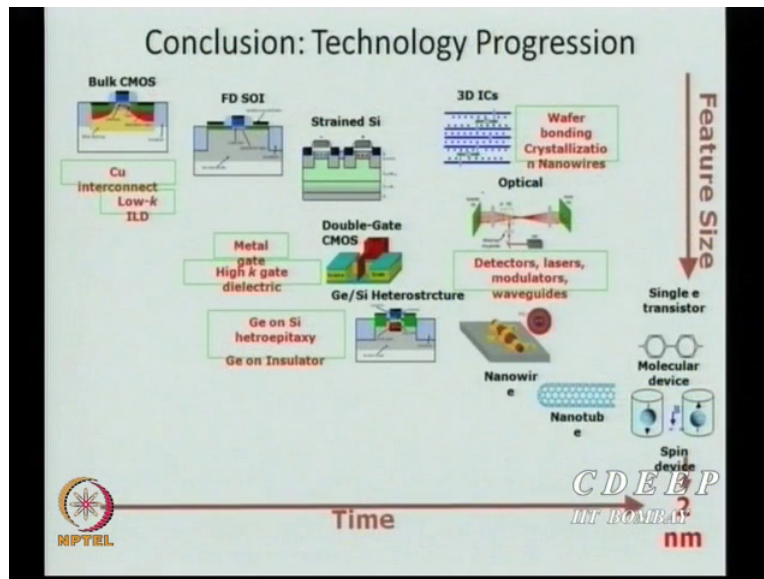 Conclusion: Technology Progression
Bulk CMOS
FD SOI
Strained Si
3D ICs
Wafer
bonding
Crystallizatio
n Nanowires
Feature Size
Cu
interconnect
Low-k
ILD
Optical
Double-Gate
CMOS
Metal
gate
High k gate
dielectric
Detectors, lasers,
modulators,
waveguides
Ge/Si Heterostrcture
Single e
transistor
Ge on Si
hetroepitaxy
Ge on Insulator
Molecular
device
Nanowir
e
Nanotub
e
Spin
device
CDEEP
IIT BOMBAY
NPTEL
Time
nm